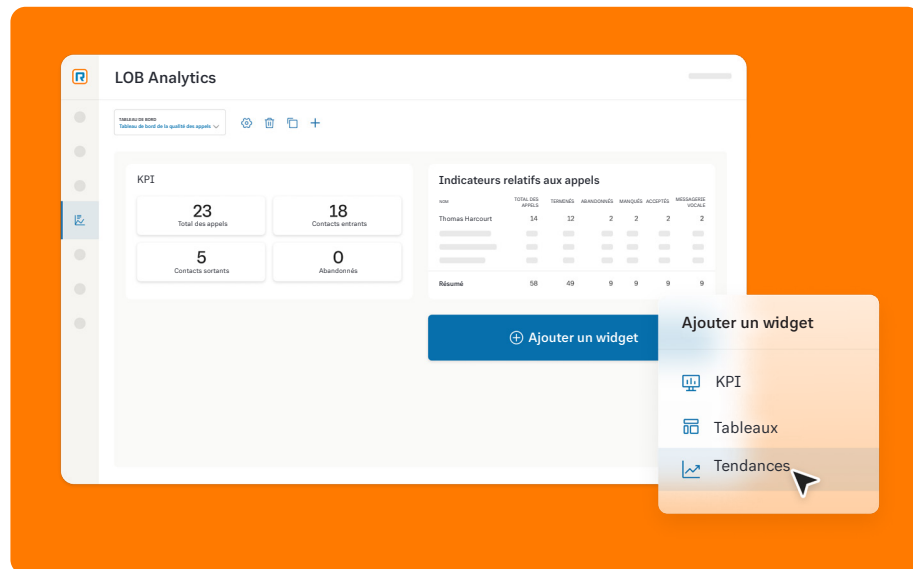 LOB Analytics
TABLEAU DE BORD
Tableau de bord de la qualité des appels
KPI
23
Total des appels
18
Contacts entrants
5
Contacts sortants
0
Abandonnés
Indicateurs relatifs aux appels
NOM TOTAL DES APPELS TERMINÉS ABANDONNÉS MANQUÉS ACCEPTÉS MESSAGERIE VOCALE
Thomas Harcourt 14 12 2 2 2 2
Résumé 58 49 9 9 9 9
Ajouter un widget
Ajouter un widget
KPI
Tableaux
Tendances